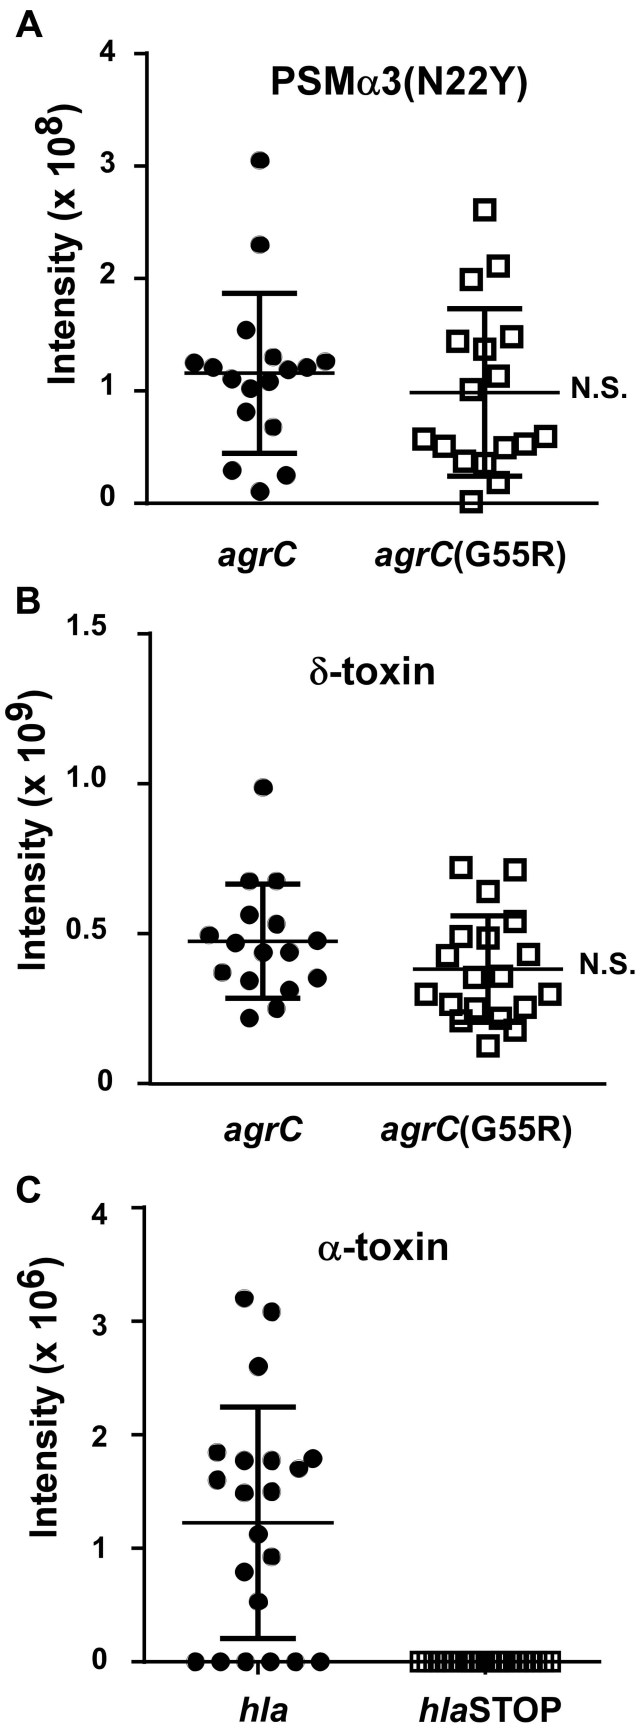 A
PSMα3(N22Y)
Intensity (x 10⁸)
4
3
2
1
0
N.S.
agrC agrC(G55R)
B
δ-toxin
Intensity (x 10⁹)
1.5
1.0
0.5
0
N.S.
agrC agrC(G55R)
C
α-toxin
Intensity (x 10⁶)
4
3
2
1
0
hla hlaSTOP